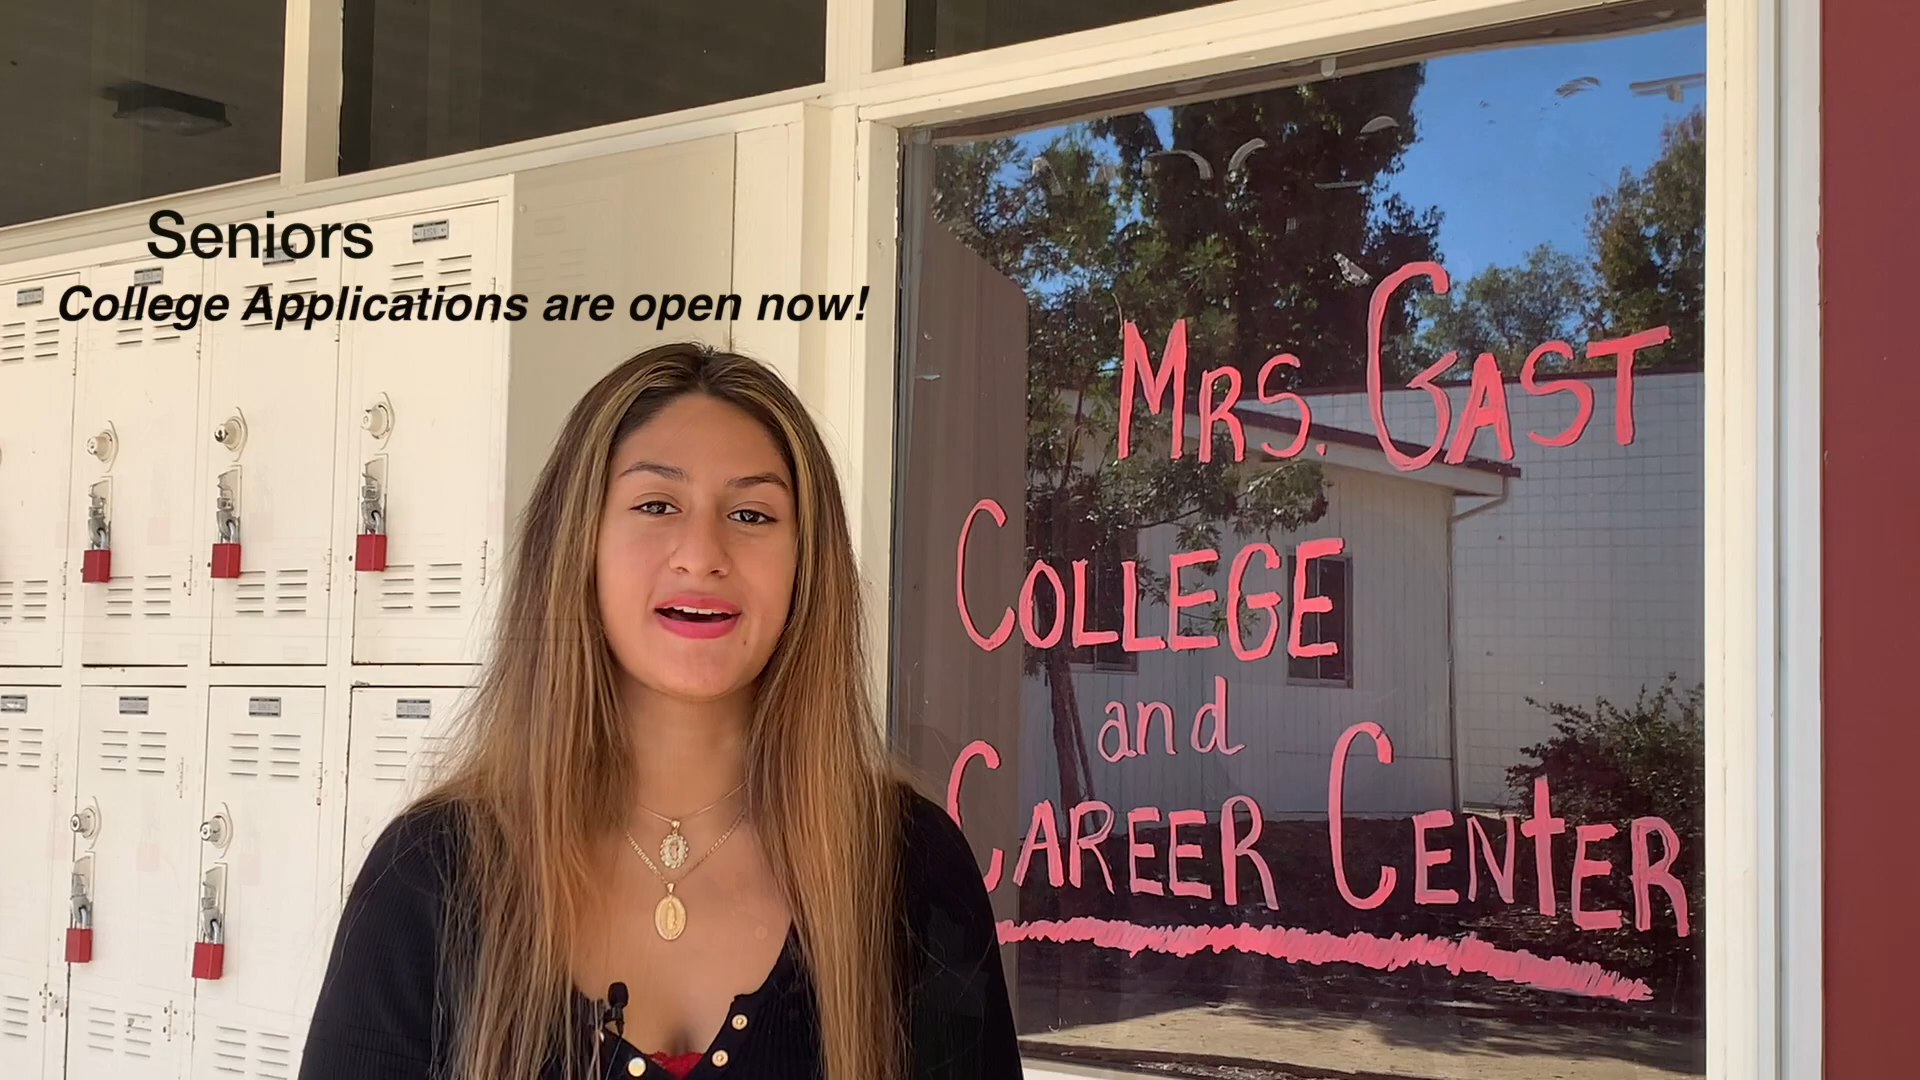 Seniors
College Applications are open now!
MRS. GAST
COLLEGE
and
CAREER CENtER